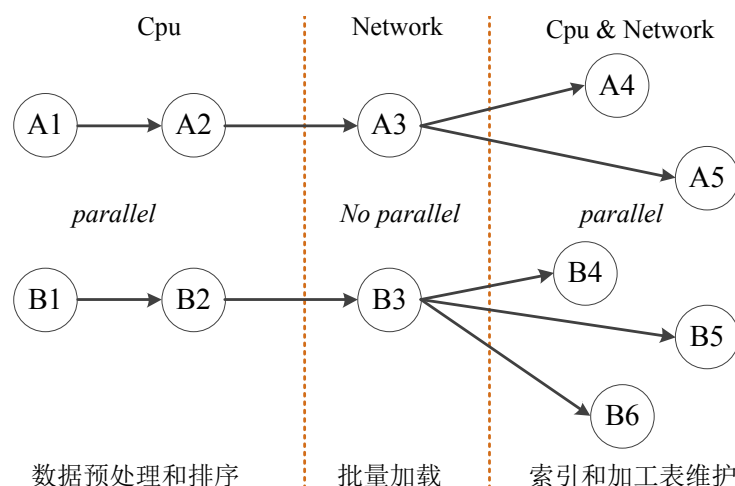 Cpu Network Cpu & Network
A4
A1 A2 A3
A5
parallel No parallel parallel
B4
B1 B2 B3
B5
B6
数据预处理和排序 批量加载 索引和加工表维护